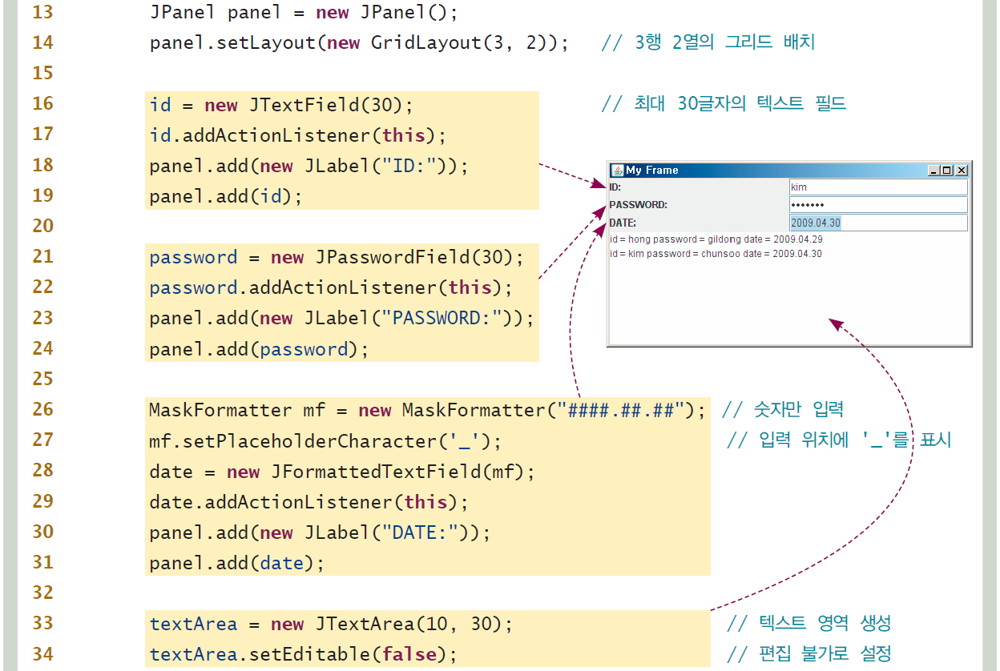 13 JPanel panel = new JPanel();
14 panel.setLayout(new GridLayout(3, 2)); // 3행 2열의 그리드 배치
15
16 id = new JTextField(30); // 최대 30글자의 텍스트 필드
17 id.addActionListener(this);
18 panel.add(new JLabel("ID:"));
19 panel.add(id);
20
21 password = new JPasswordField(30);
22 password.addActionListener(this);
23 panel.add(new JLabel("PASSWORD:"));
24 panel.add(password);
25
26 MaskFormatter mf = new MaskFormatter("####.##.##"); // 숫자만 입력
27 mf.setPlaceholderCharacter('_'); // 입력 위치에 '_'를 표시
28 date = new JFormattedTextField(mf);
29 date.addActionListener(this);
30 panel.add(new JLabel("DATE:"));
31 panel.add(date);
32
33 textArea = new JTextArea(10, 30); // 텍스트 영역 생성
34 textArea.setEditable(false); // 편집 불가로 설정
My Frame
ID: kim
PASSWORD: •••••••
DATE: 2009.04.30
id = hong password = gildong date = 2009.04.29
id = kim password = chunsoo date = 2009.04.30